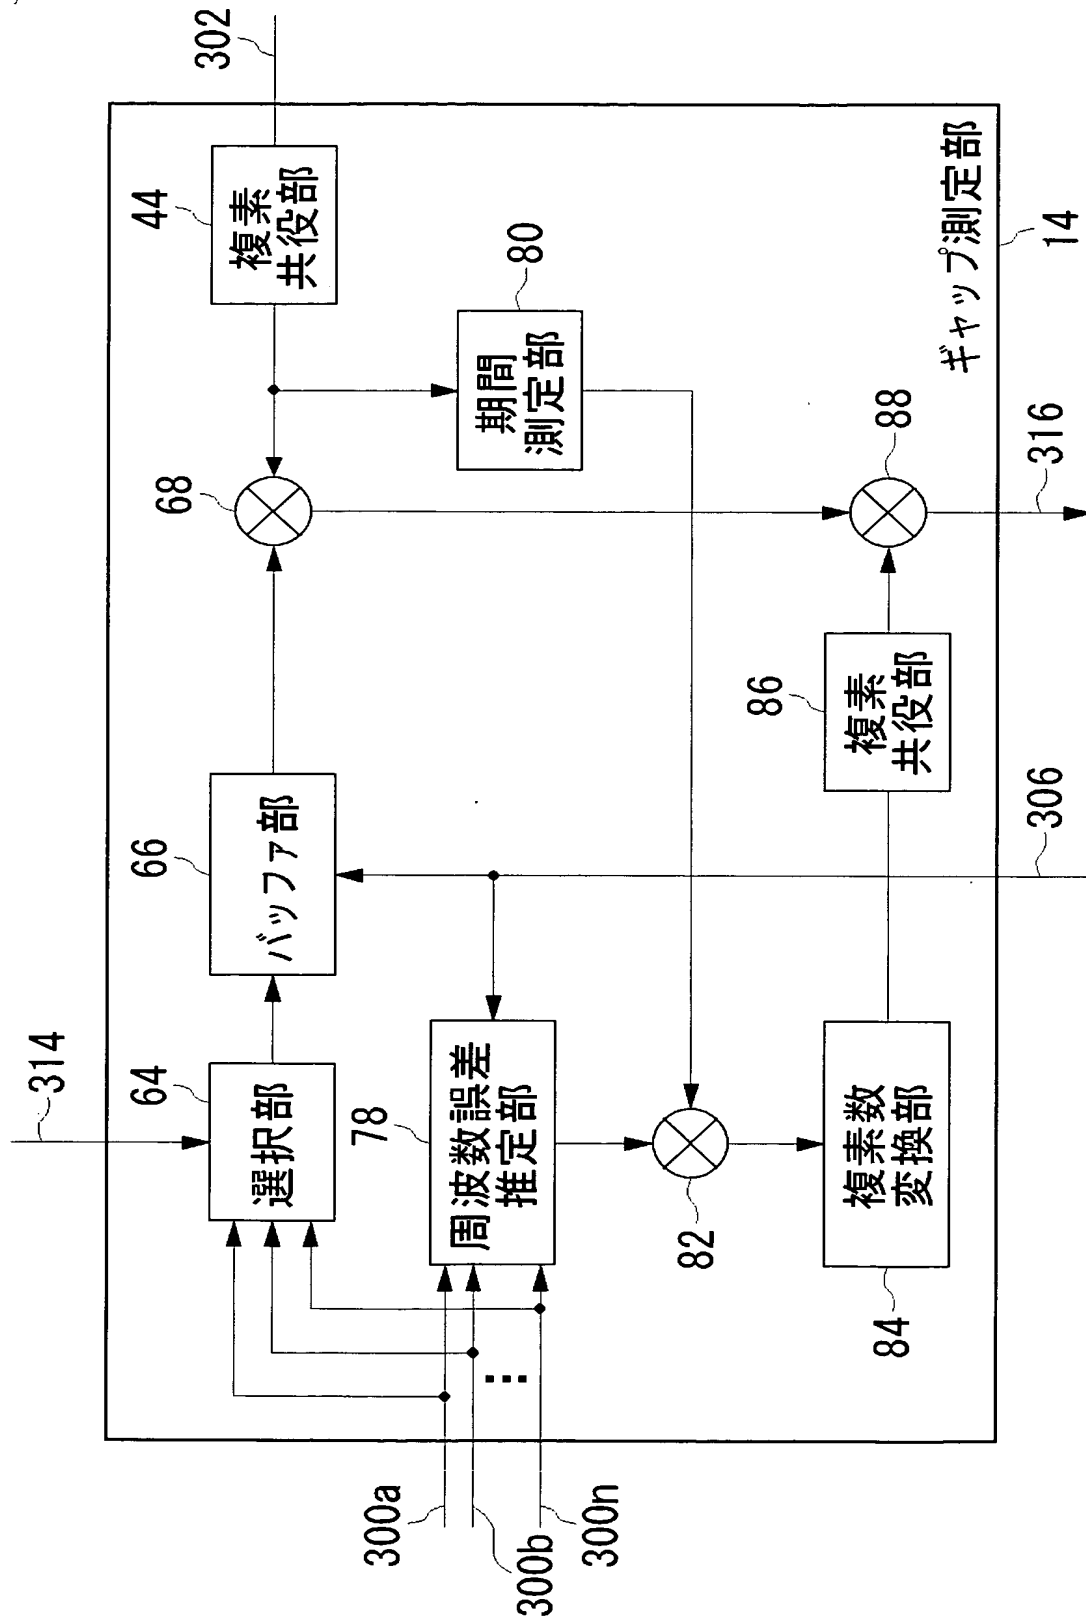 314
302
64
選択部
66
バッファ部
68
44
複素
共役部
78
周波数誤差
推定部
80
期間
測定部
300a
300b
300n
82
84
複素数
変換部
86
複素
共役部
88
ギャップ測定部
14
306
316